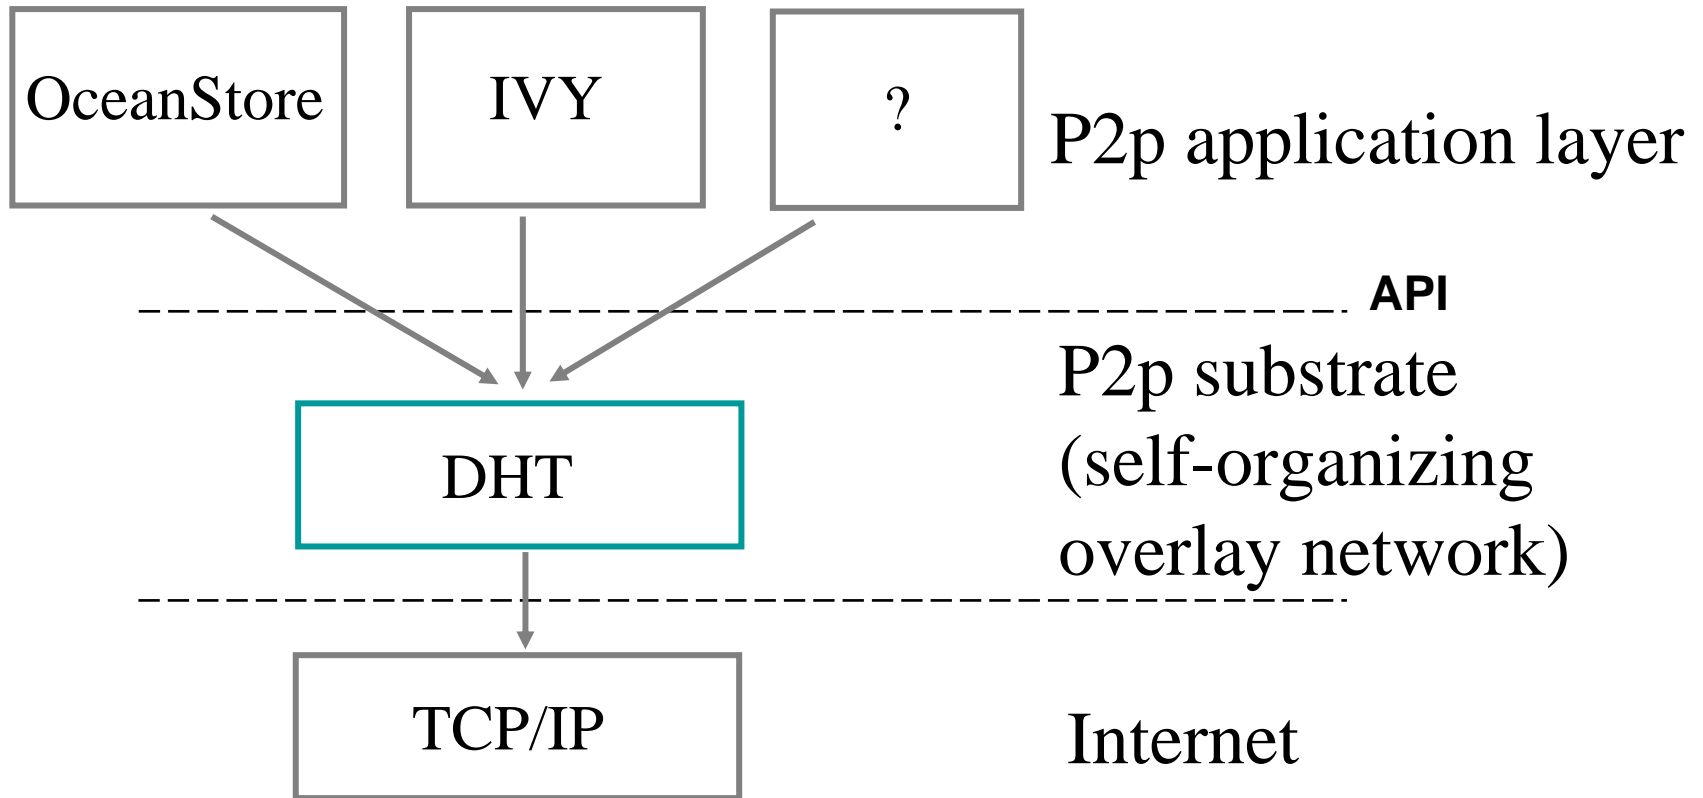 OceanStore
IVY
?
P2p application layer
API
P2p substrate
(self-organizing
overlay network)
DHT
TCP/IP
Internet